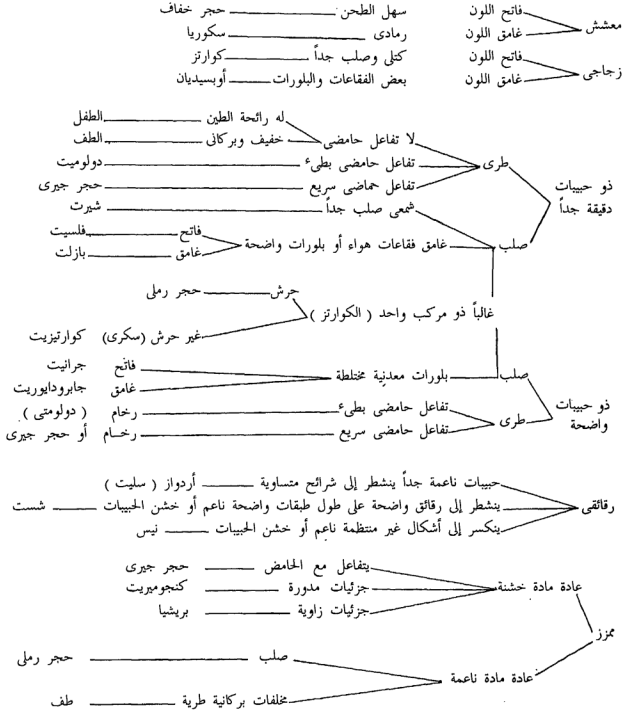 معشش فاتح اللون سهل الطحن حجر خفاف
غامق اللون رمادى سكوريا
زجاجى فاتح اللون كتلى وصلب جداً كوارتز
غامق اللون بعض الفقاعات والبلورات أوبسيديان
ذو حبيبات دقيقة جداً
طرى
لا تفاعل حامضى
له رائحة الطين الطفل
خفيف وبركانى الطف
تفاعل حامضى بطىء دولوميت
تفاعل حماضى سريع حجر جيرى
صلب
شمعى صلب جداً شيرت
غامق فقاعات هواء أو بلورات واضحة
فاتح فلسيت
غامق بازلت
غالباً ذو مركب واحد ( الكوارتز )
حرش حجر رملى
غير حرش (سكرى) كوارتيزيت
ذو حبيبات واضحة
صلب
بلورات معدنية مختلطة
فاتح جرانيت
غامق جابرودايوريت
طرى
تفاعل حامضى بطىء رخام ( دولومتى )
تفاعل حامضى سريع رخـام أو حجر جيرى
رقائقى
حبيبات ناعمة جداً ينشطر إلى شرائح متساوية أردواز ( سليت )
ينشطر إلى رقائق واضحة على طول طبقات واضحة ناعم أو خشن الحبيبات شست
ينكسر إلى أشكال غير منتظمة ناعم أو خشن الحبيبات نيس
ممزز
عادة مادة خشنة
يتفاعل مع الحامض حجر جيرى
جزئيات مدورة كنجوميريت
جزئيات زاوية بريشيا
عادة مادة ناعمة
صلب حجر رملى
مخلفات بركانية طرية طف